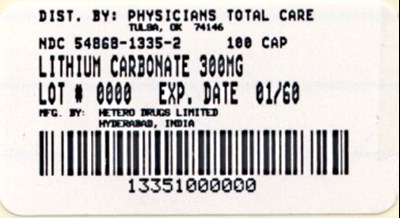 DIST. BY: PHYSICIANS TOTAL CARE
TULSA, OK 74146
NDC 54868-1335-2 100 CAP
LITHIUM CARBONATE 300MG
LOT # 0000 EXP. DATE 01/60
MFG. BY: HETERO DRUGS LIMITED
HYDERABAD, INDIA
13351000000